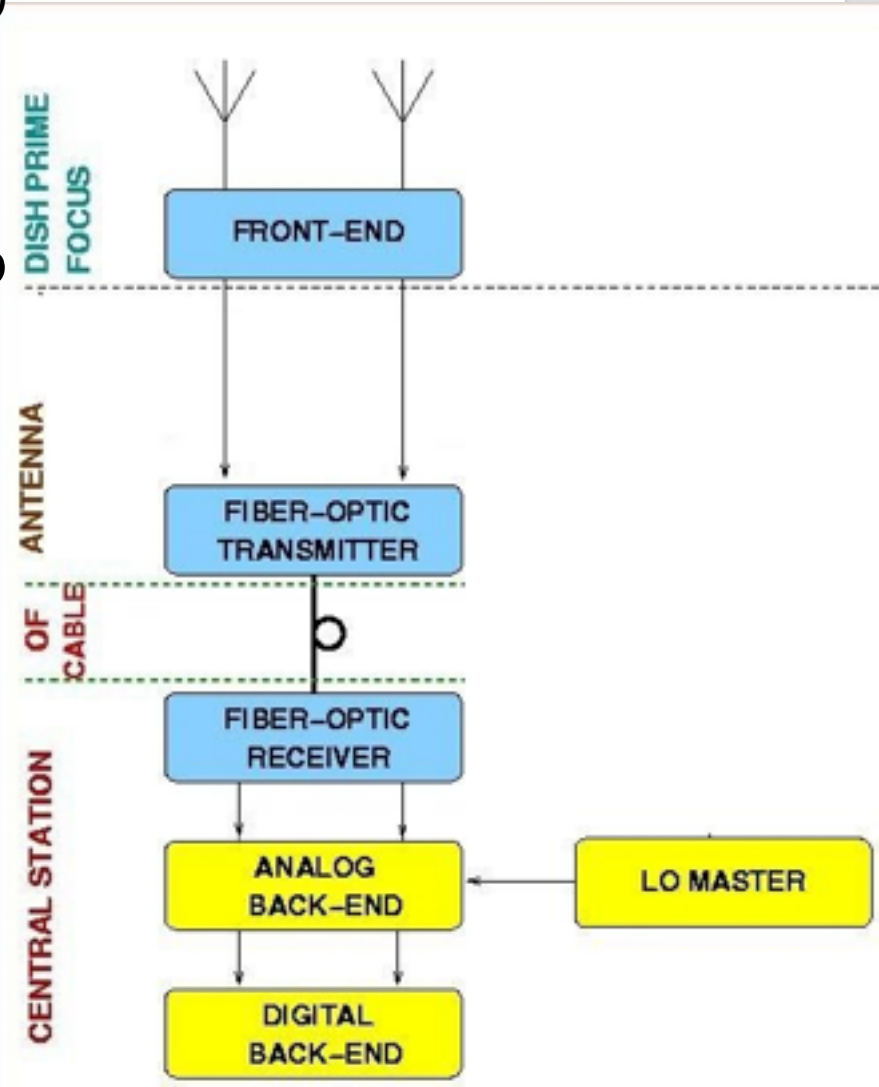 DISH PRIME
FOCUS
FRONT–END
ANTENNA
FIBER–OPTIC
TRANSMITTER
OF
CABLE
FIBER–OPTIC
RECEIVER
CENTRAL STATION
ANALOG
BACK–END
LO MASTER
DIGITAL
BACK–END